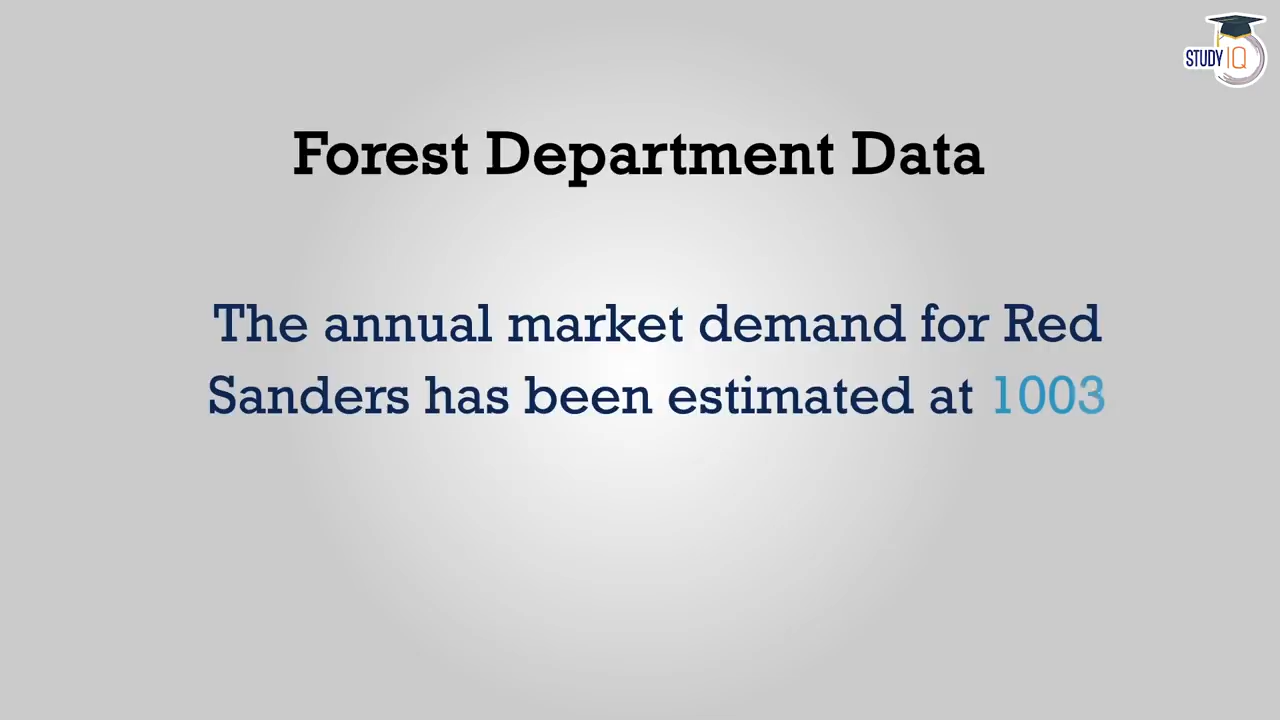 STUDY IQ
Forest Department Data
The annual market demand for Red
Sanders has been estimated at 1003